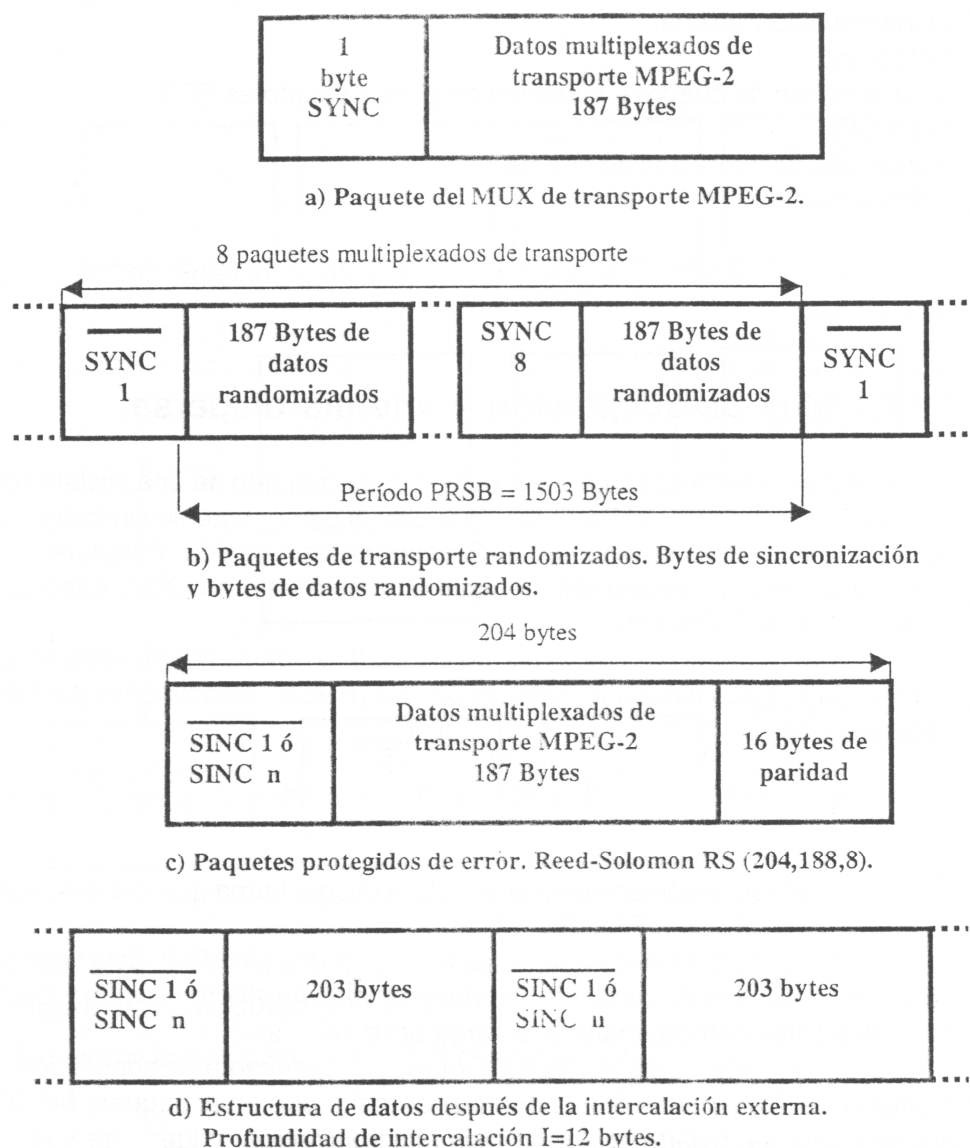 1
byte
SYNC
Datos multiplexados de
transporte MPEG-2
187 Bytes
a) Paquete del MUX de transporte MPEG-2.
8 paquetes multiplexados de transporte
SYNC
1
187 Bytes de
datos
randomizados
SYNC
8
187 Bytes de
datos
randomizados
SYNC
1
Período PRSB = 1503 Bytes
b) Paquetes de transporte randomizados. Bytes de sincronización
y bytes de datos randomizados.
204 bytes
SINC 1 ó
SINC n
Datos multiplexados de
transporte MPEG-2
187 Bytes
16 bytes de
paridad
c) Paquetes protegidos de error. Reed-Solomon RS (204,188,8).
SINC 1 ó
SINC n
203 bytes
SINC 1 ó
SINC n
203 bytes
d) Estructura de datos después de la intercalación externa.
Profundidad de intercalación I=12 bytes.